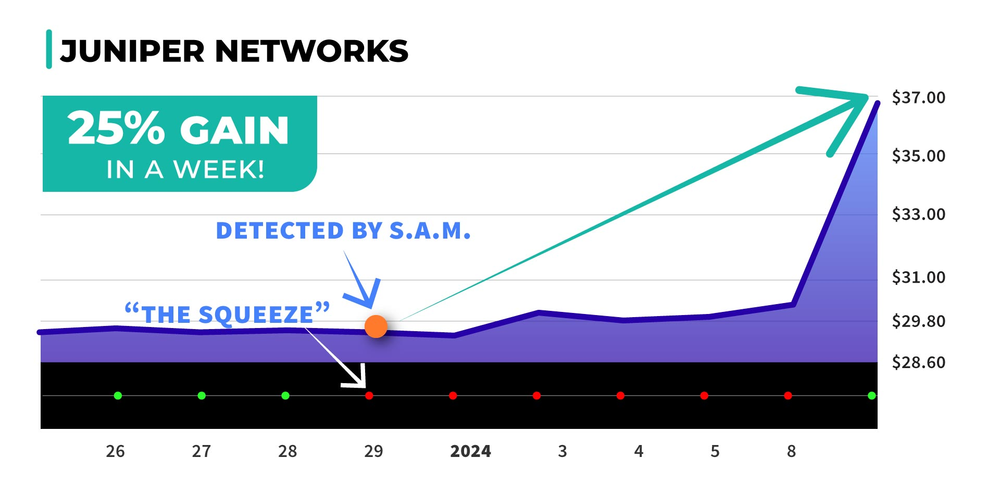 JUNIPER NETWORKS
25% GAIN
IN A WEEK!
DETECTED BY S.A.M.
“THE SQUEEZE”
$37.00
$35.00
$33.00
$31.00
$29.80
$28.60
26 27 28 29 2024 3 4 5 8